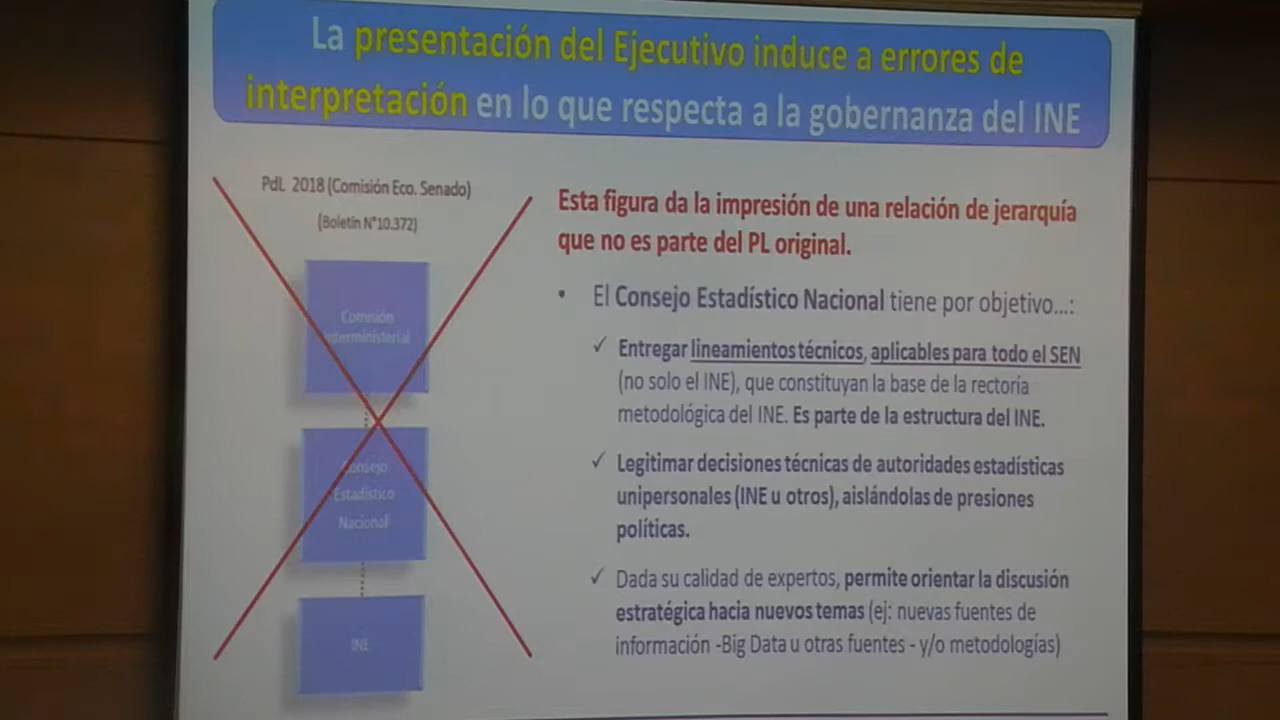 La presentación del Ejecutivo induce a errores de
interpretación en lo que respecta a la gobernanza del INE
PdL 2018 (Comisión Eco. Senado)
(Boletín N°10.372)
Comisión
Interministerial
Consejo
Estadístico
Nacional
INE
Esta figura da la impresión de una relación de jerarquía
que no es parte del PL original.
• El Consejo Estadístico Nacional tiene por objetivo...:
✓ Entregar lineamientos técnicos, aplicables para todo el SEN
(no solo el INE), que constituyan la base de la rectoría
metodológica del INE. Es parte de la estructura del INE.
✓ Legitimar decisiones técnicas de autoridades estadísticas
unipersonales (INE u otros), aislándolas de presiones
políticas.
✓ Dada su calidad de expertos, permite orientar la discusión
estratégica hacia nuevos temas (ej: nuevas fuentes de
información -Big Data u otras fuentes - y/o metodologías)